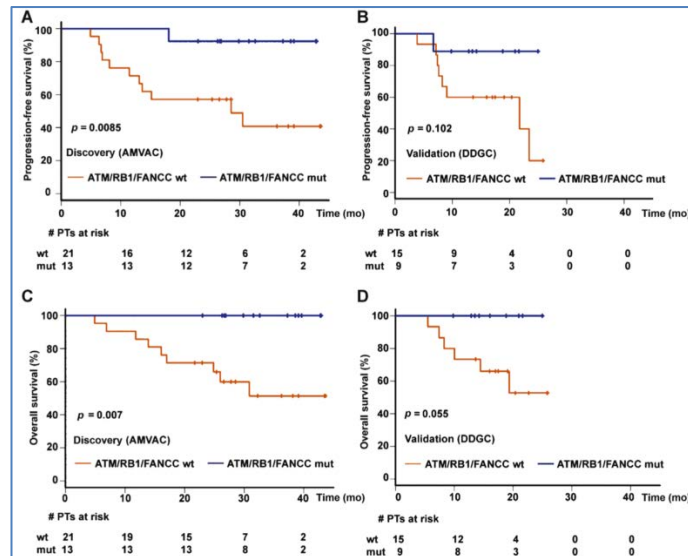 A
100
80
60
40
20
0
Progression-free survival (%)
p = 0.0085
Discovery (AMVAC)
ATM/RB1/FANCC wt ATM/RB1/FANCC mut
0 10 20 30 40 Time (mo)
# PTs at risk
wt 21 16 12 6 2
mut 13 13 12 7 2
B
100
80
60
40
20
0
Progression-free survival (%)
p = 0.102
Validation (DDGC)
ATM/RB1/FANCC wt ATM/RB1/FANCC mut
0 10 20 30 40 Time (mo)
# PTs at risk
wt 15 9 4 0 0
mut 9 7 3 0 0
C
100
80
60
40
20
0
Overall survival (%)
p = 0.007
Discovery (AMVAC)
ATM/RB1/FANCC wt ATM/RB1/FANCC mut
0 10 20 30 40 Time (mo)
# PTs at risk
wt 21 19 15 7 2
mut 13 13 13 8 2
D
100
80
60
40
20
0
Overall survival (%)
p = 0.055
Validation (DDGC)
ATM/RB1/FANCC wt ATM/RB1/FANCC mut
0 10 20 30 40 Time (mo)
# PTs at risk
wt 15 12 4 0 0
mut 9 8 3 0 0